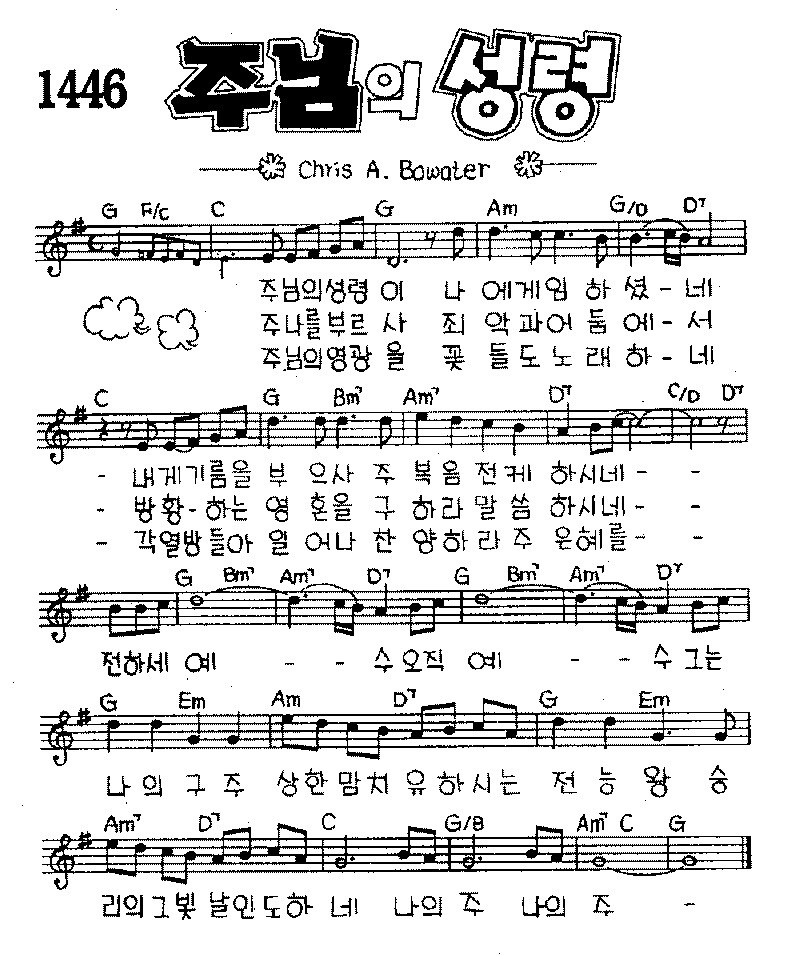 1446 주님의 성령
Chris A. Bowater
G F/C C G Am G/D D7
주님의성령 이 나 에게임 하 셨 - 네
주나를부르 사 죄 악 파어 둠 에 - 서
주님의영광 을 꽃 들 도 노 래 하 - 네
C G Bm7 Am7 D7 C/D D7
- 내게기름을 부 으사 주 복음 전케 하시네 - -
- 방황 - 하는 영 혼을 구 하라 말 씀 하시네 - -
- 각열방 들아 일 어나 찬 양하 라 주 은혜를 - -
G Bm7 Am7 D7 G Bm7 Am7 D7
전하세 예 - - 수오직 예 - - 수 그는
G Em Am D7 G Em
나 의 구 주 상한맘치 유하시는 전 능 왕 승
Am7 D7 C G/B Am7 C G
리의그빛 날인도하 네 나의 주 나의 주 -